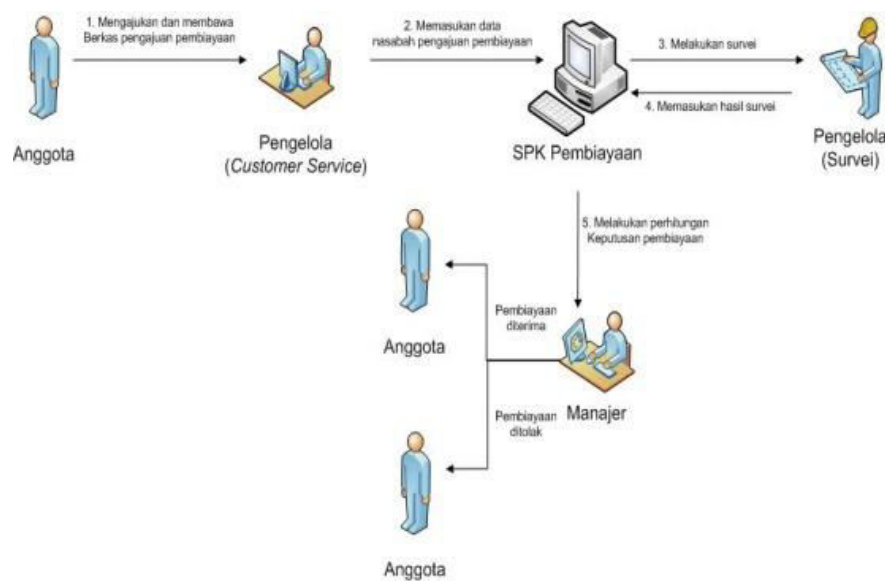 1. Mengajukan dan membawa
Berkas pengajuan pembiayaan
2. Memasukan data
nasabah pengajuan pembiayaan
3. Melakukan survei
4. Memasukan hasil survei
Anggota
Pengelola
(Customer Service)
SPK Pembiayaan
Pengelola
(Survei)
5. Melakukan perhitungan
Keputusan pembiayaan
Pembiayaan
diterima
Anggota
Manajer
Pembiayaan
ditolak
Anggota